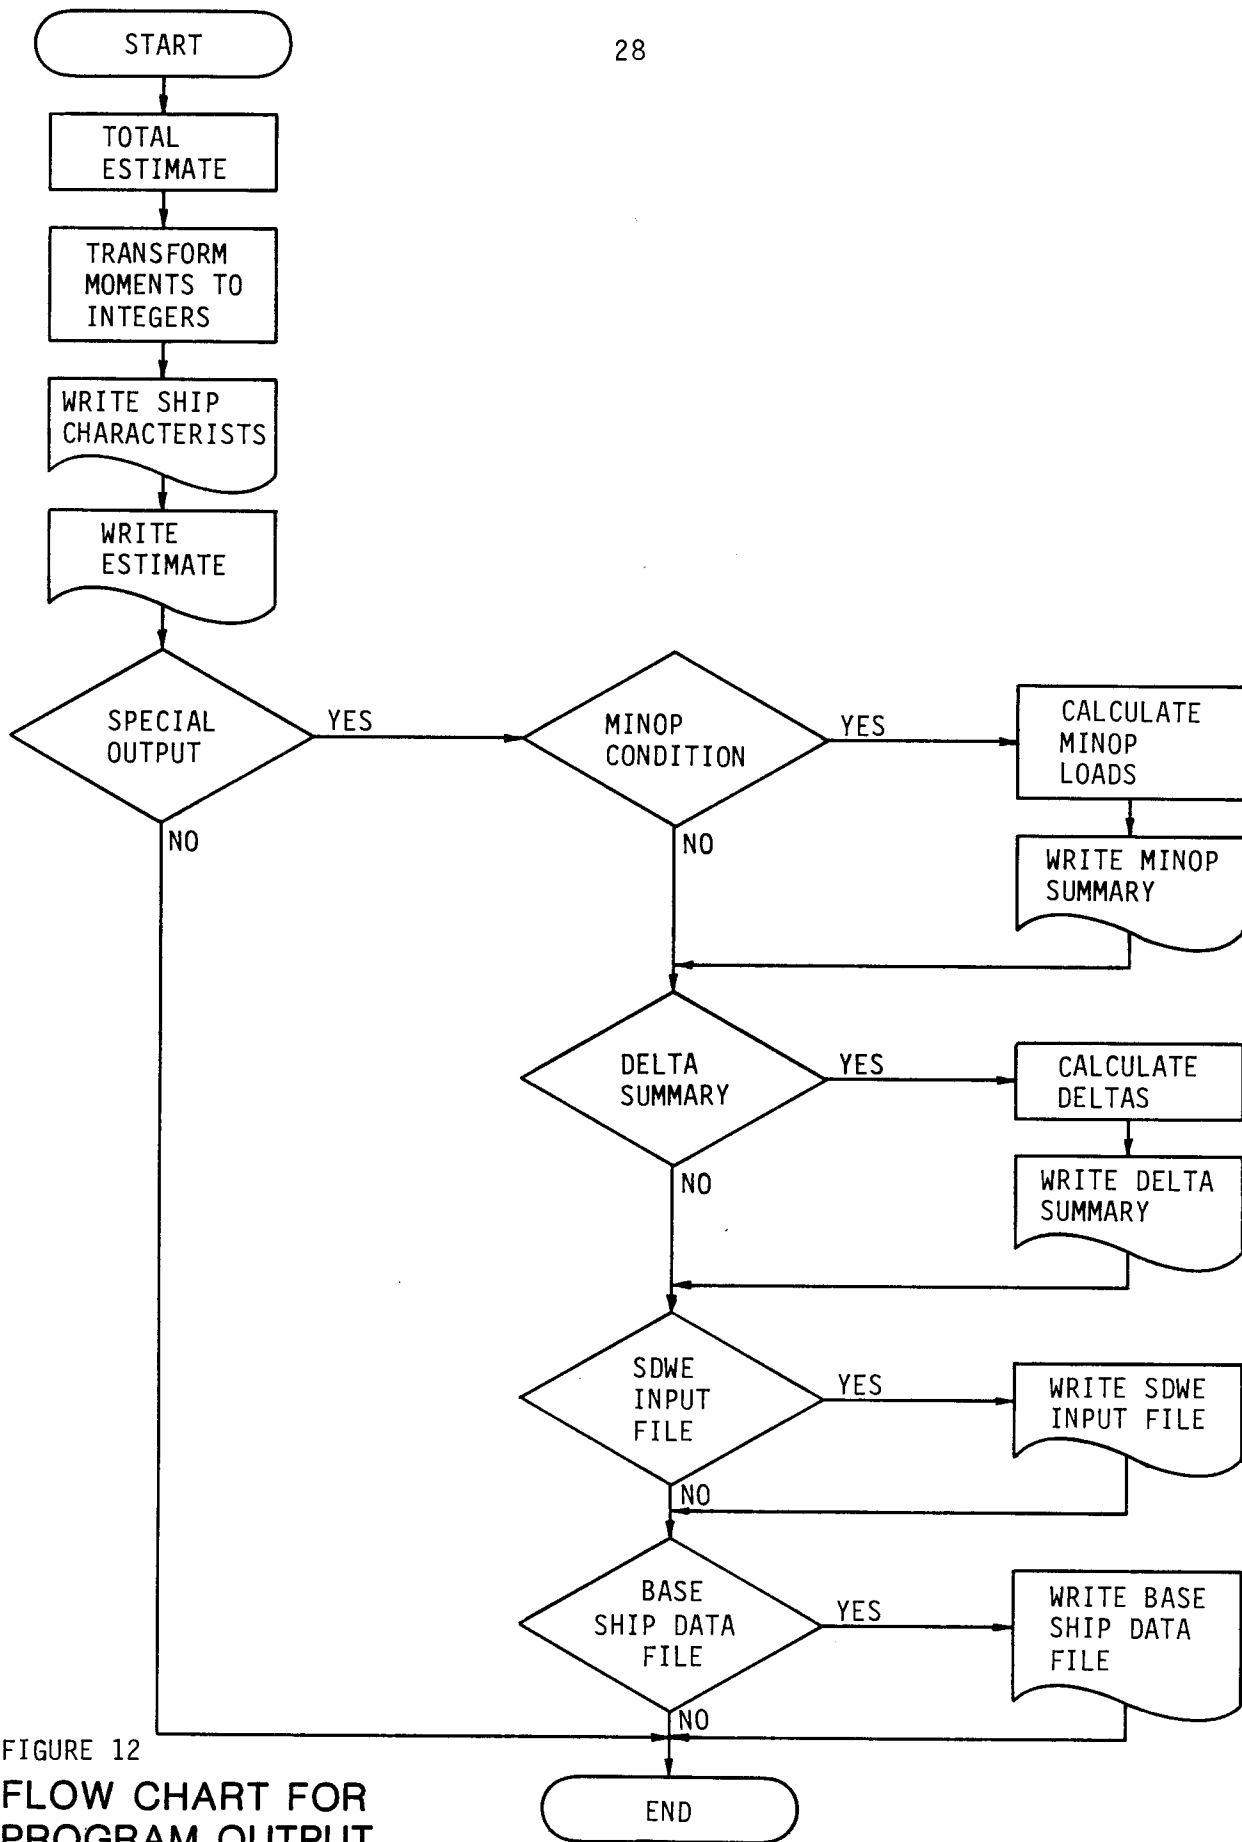 28
START
TOTAL
ESTIMATE
TRANSFORM
MOMENTS TO
INTEGERS
WRITE SHIP
CHARACTERISTS
WRITE
ESTIMATE
SPECIAL
OUTPUT
YES
NO
MINOP
CONDITION
YES
NO
CALCULATE
MINOP
LOADS
WRITE MINOP
SUMMARY
DELTA
SUMMARY
YES
NO
CALCULATE
DELTAS
WRITE DELTA
SUMMARY
SDWE
INPUT
FILE
YES
NO
WRITE SDWE
INPUT FILE
BASE
SHIP DATA
FILE
YES
NO
WRITE BASE
SHIP DATA
FILE
END
FIGURE 12
FLOW CHART FOR
PROGRAM OUTPUT